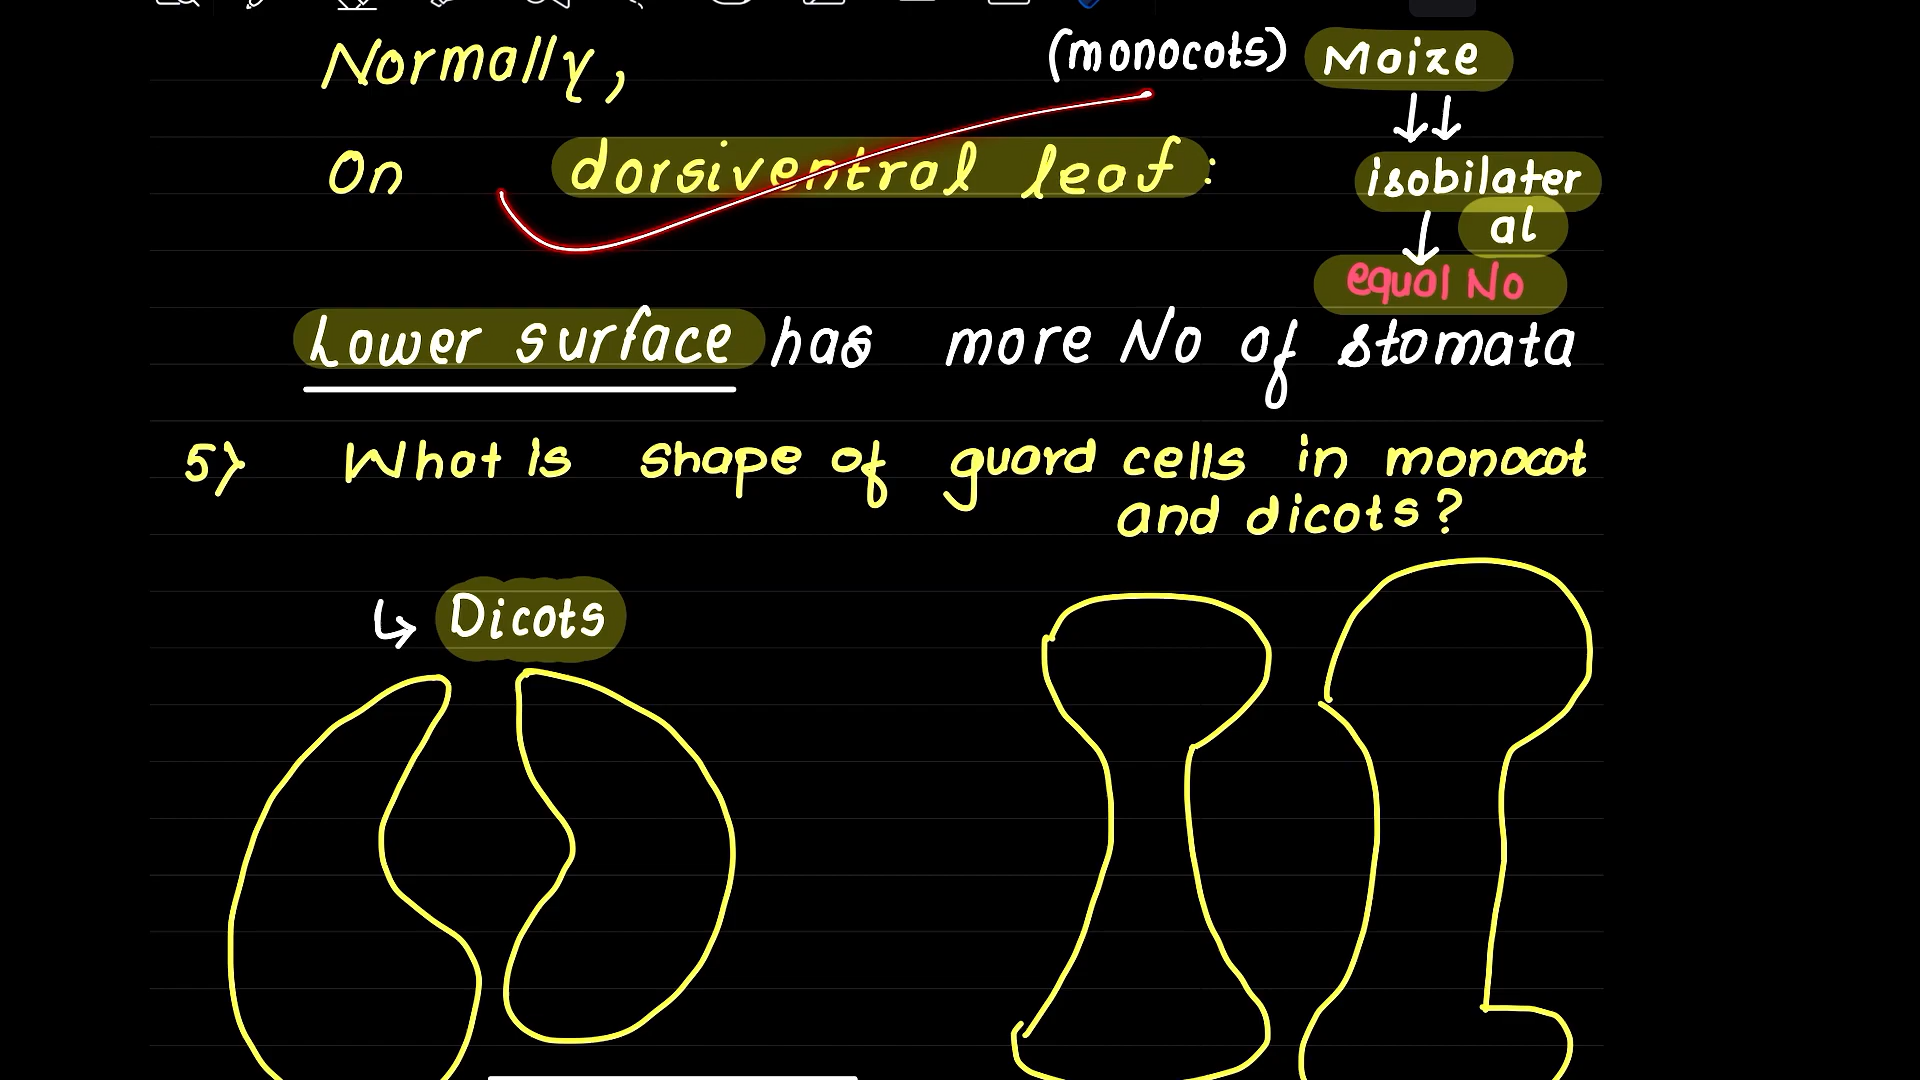 Normally,
(monocots) Maize
On dorsiventral leaf:
isobilater
al
equal No
Lower surface has more No of stomata
5) What is shape of guard cells in monocot
and dicots?
↳ Dicots